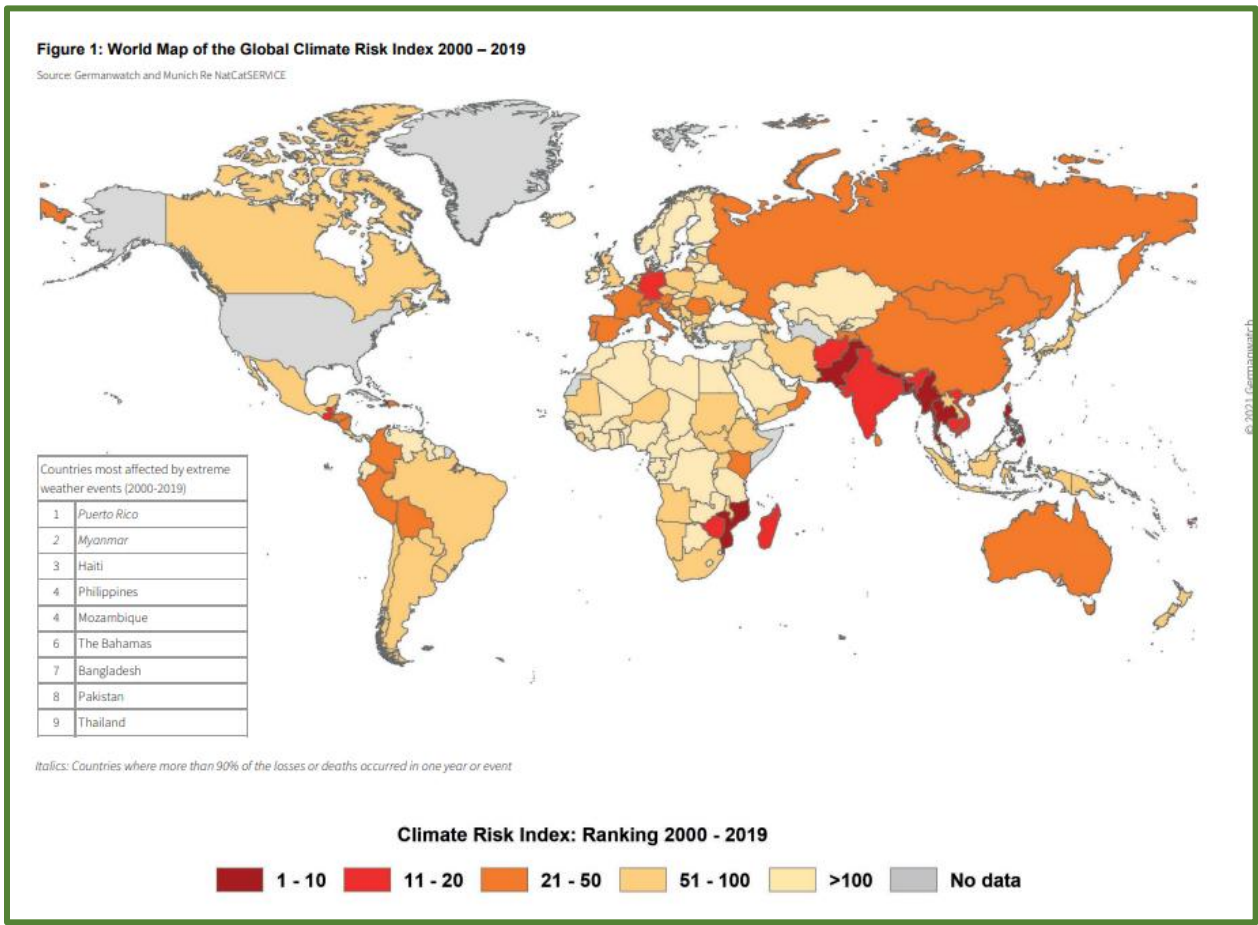 Figure 1: World Map of the Global Climate Risk Index 2000 – 2019
Source: Germanwatch and Munich Re NatCatSERVICE
© 2021 Germanwatch
Countries most affected by extreme
weather events (2000-2019)
1 Puerto Rico
2 Myanmar
3 Haiti
4 Philippines
4 Mozambique
6 The Bahamas
7 Bangladesh
8 Pakistan
9 Thailand
Italics: Countries where more than 90% of the losses or deaths occurred in one year or event
Climate Risk Index: Ranking 2000 - 2019
1 - 10 11 - 20 21 - 50 51 - 100 >100 No data